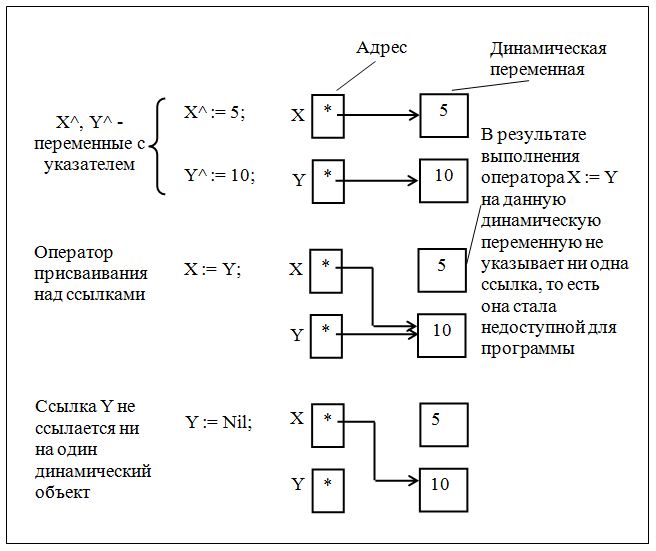 Адрес
Динамическая
переменная
X^, Y^ -
переменные с
указателем
X^ := 5;
X
*
5
Y^ := 10;
Y
*
10
В результате
выполнения
оператора X := Y
на данную
динамическую
переменную не
указывает ни одна
ссылка, то есть
она стала
недоступной для
программы
Оператор
присваивания
над ссылками
X := Y;
X
*
5
Y
*
10
Ссылка Y не
ссылается ни
на один
динамический
объект
Y := Nil;
X
*
5
Y
*
10